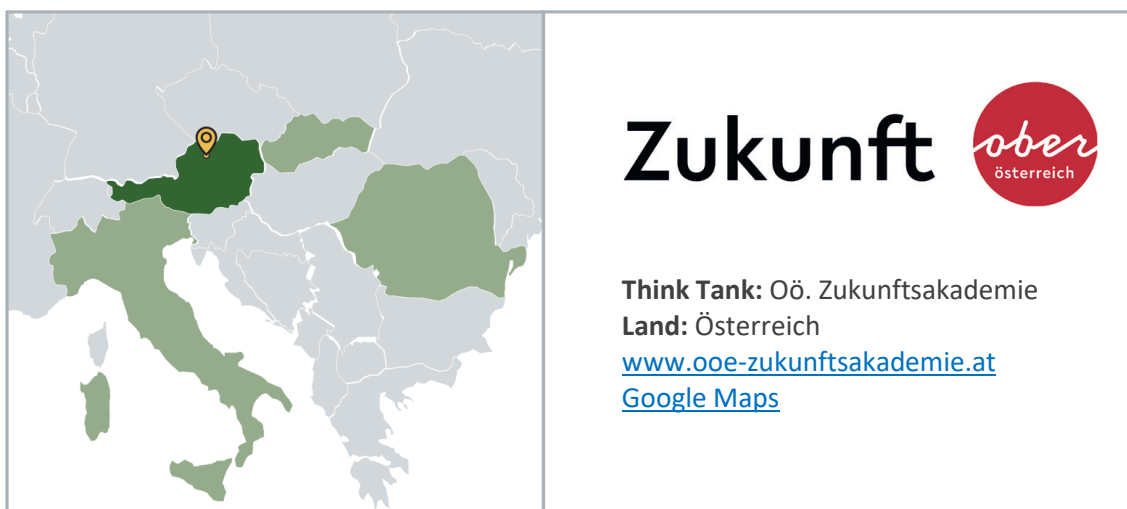 Zukunft
ober
österreich
Think Tank: Oö. Zukunftsakademie
Land: Österreich
www.ooe-zukunftsakademie.at
Google Maps